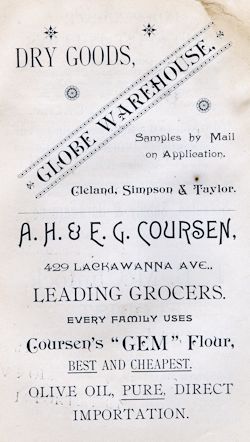 DRY GOODS,
GLOBE WAREHOUSE,
Samples by Mail
on Application.
Cleland, Simpson & Taylor.
A. H. & E. G. COURSEN,
429 LACKAWANNA AVE.,
LEADING GROCERS.
EVERY FAMILY USES
Coursen's "GEM" Flour,
BEST AND CHEAPEST.
OLIVE OIL, PURE, DIRECT
IMPORTATION.